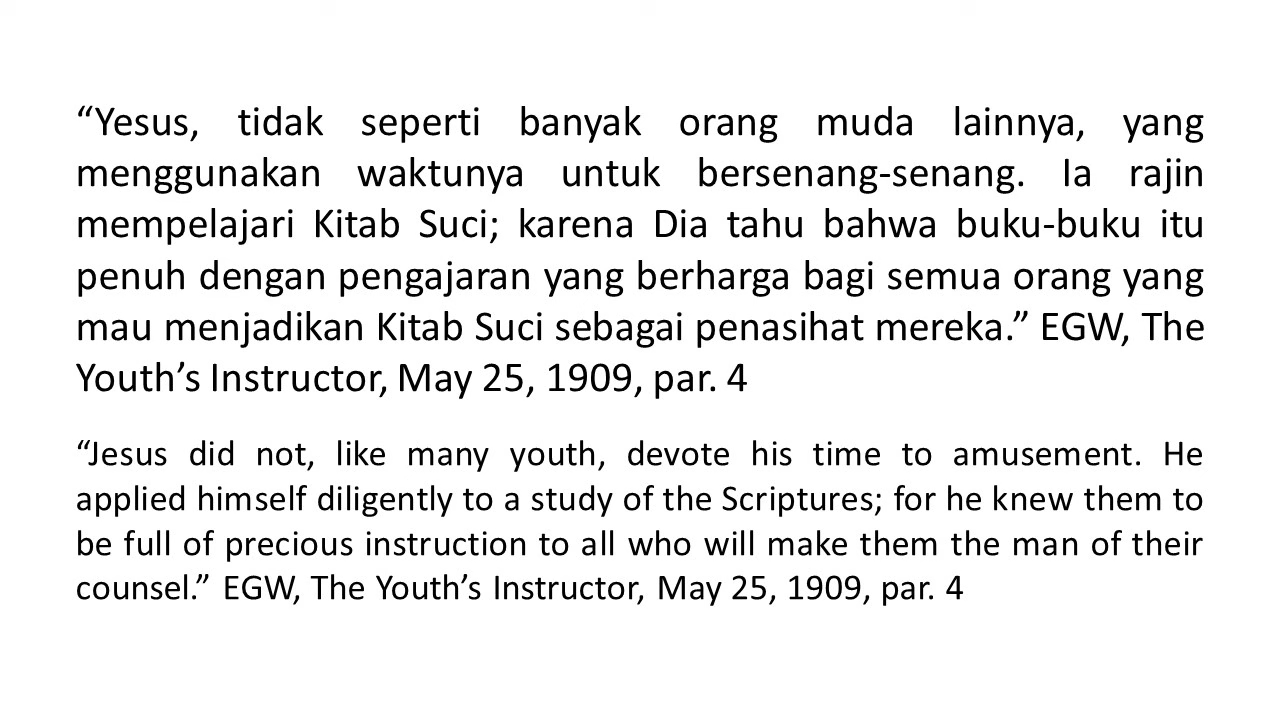 “Yesus, tidak seperti banyak orang muda lainnya, yang
menggunakan waktunya untuk bersenang-senang. Ia rajin
mempelajari Kitab Suci; karena Dia tahu bahwa buku-buku itu
penuh dengan pengajaran yang berharga bagi semua orang yang
mau menjadikan Kitab Suci sebagai penasihat mereka.” EGW, The
Youth’s Instructor, May 25, 1909, par. 4
“Jesus did not, like many youth, devote his time to amusement. He
applied himself diligently to a study of the Scriptures; for he knew them to
be full of precious instruction to all who will make them the man of their
counsel.” EGW, The Youth’s Instructor, May 25, 1909, par. 4